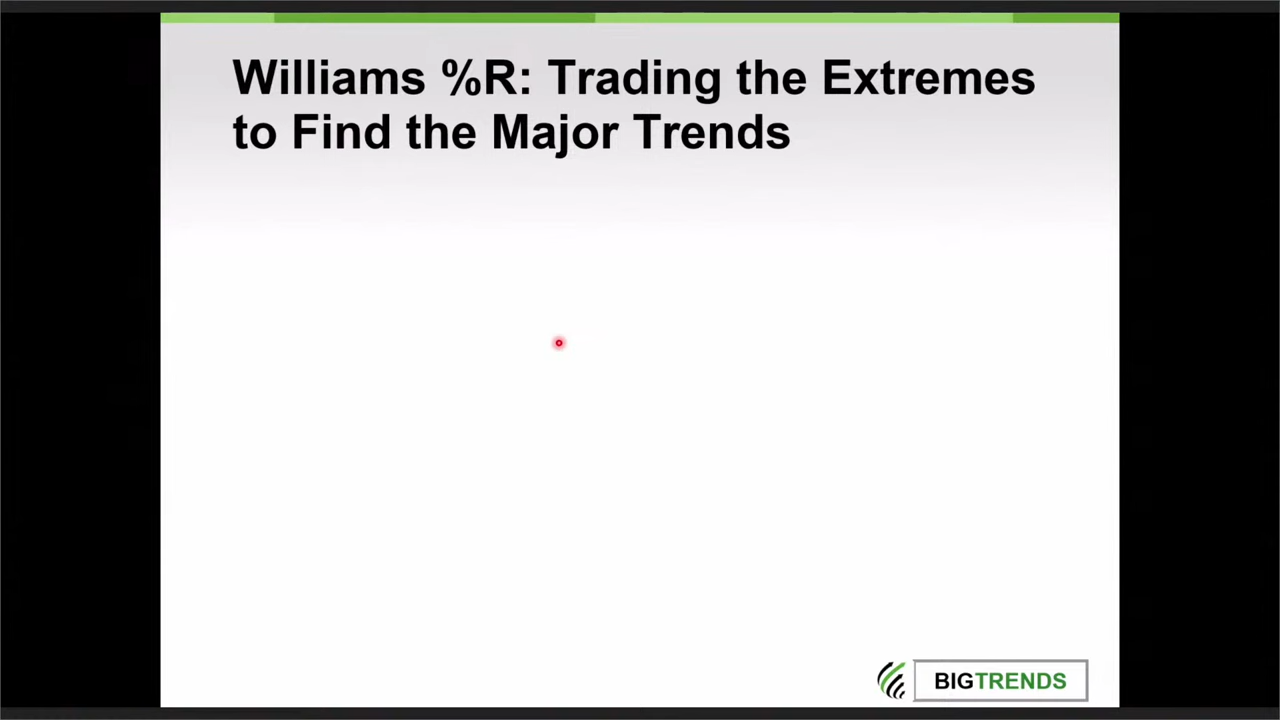 Williams %R: Trading the Extremes
to Find the Major Trends
BIGTRENDS